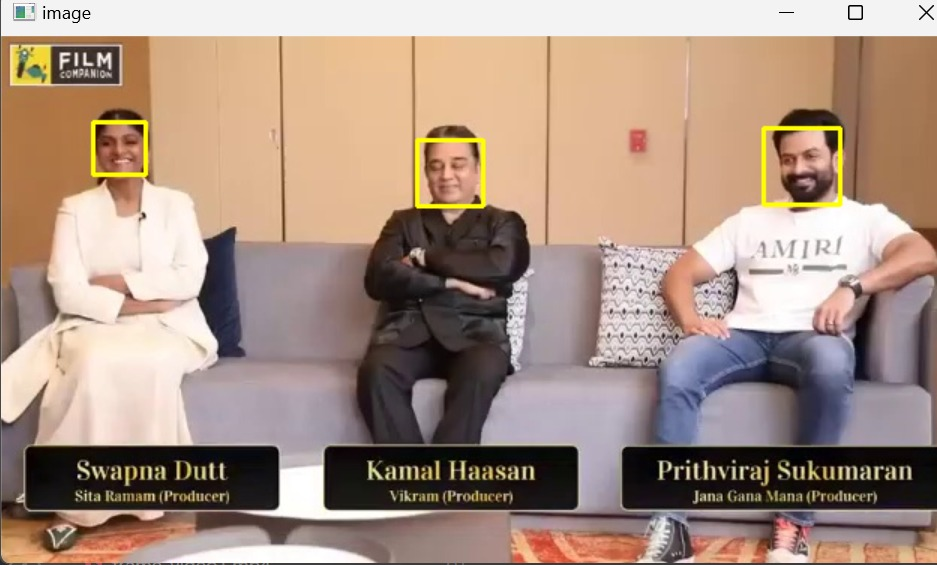 image
FILM
COMPANION
AMIRI
Swapna Dutt
Sita Ramam (Producer)
Kamal Haasan
Vikram (Producer)
Prithviraj Sukumaran
Jana Gana Mana (Producer)